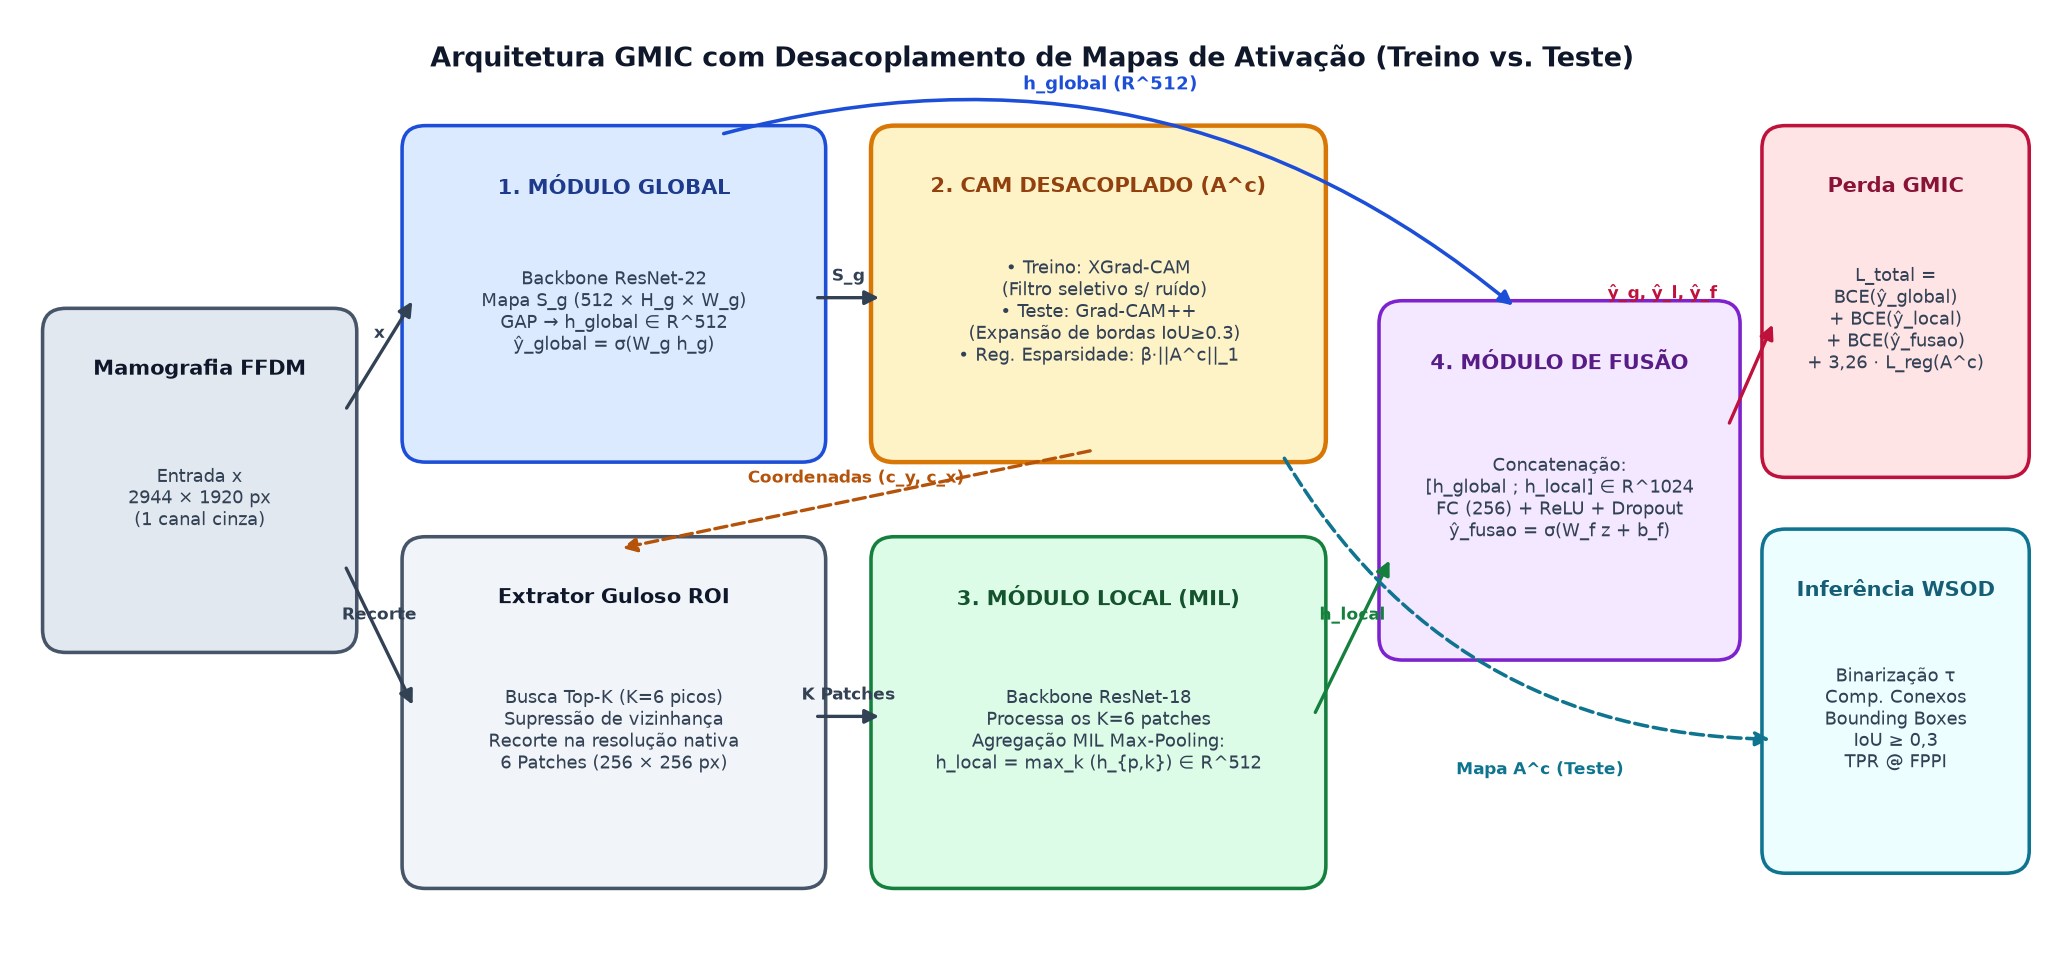 Arquitetura GMIC com Desacoplamento de Mapas de Ativação (Treino vs. Teste)
h_global (R^512)
Mamografia FFDM
Entrada x
2944 × 1920 px
(1 canal cinza)
x
Recorte
1. MÓDULO GLOBAL
Backbone ResNet-22
Mapa S_g (512 × H_g × W_g)
GAP → h_global ∈ R^512
ŷ_global = σ(W_g h_g)
S_g
2. CAM DESACOPLADO (A^c)
• Treino: XGrad-CAM
(Filtro seletivo s/ ruído)
• Teste: Grad-CAM++
(Expansão de bordas IoU≥0.3)
• Reg. Esparsidade: β·||A^c||_1
Coordenadas (c_y, c_x)
Extrator Guloso ROI
Busca Top-K (K=6 picos)
Supressão de vizinhança
Recorte na resolução nativa
6 Patches (256 × 256 px)
K Patches
3. MÓDULO LOCAL (MIL)
Backbone ResNet-18
Processa os K=6 patches
Agregação MIL Max-Pooling:
h_local = max_k (h_{p,k}) ∈ R^512
h_local
4. MÓDULO DE FUSÃO
Concatenação:
[h_global ; h_local] ∈ R^1024
FC (256) + ReLU + Dropout
ŷ_fusao = σ(W_f z + b_f)
ŷ_g, ŷ_l, ŷ_f
Mapa A^c (Teste)
Perda GMIC
L_total =
BCE(ŷ_global)
+ BCE(ŷ_local)
+ BCE(ŷ_fusao)
+ 3,26 · L_reg(A^c)
Inferência WSOD
Binarização τ
Comp. Conexos
Bounding Boxes
IoU ≥ 0,3
TPR @ FPPI